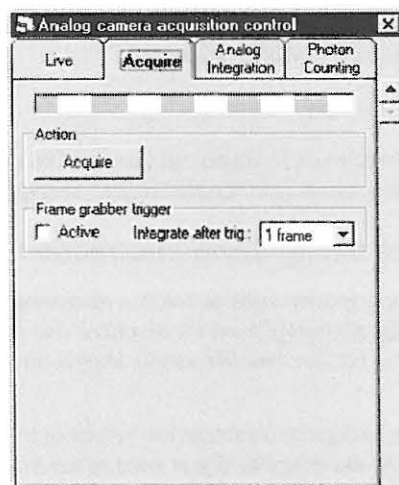 Analog camera acquisition control
Live
Acquire
Analog
Integration
Photon
Counting
Action
Acquire
Frame grabber trigger
Active Integrate after trig.: 1 frame